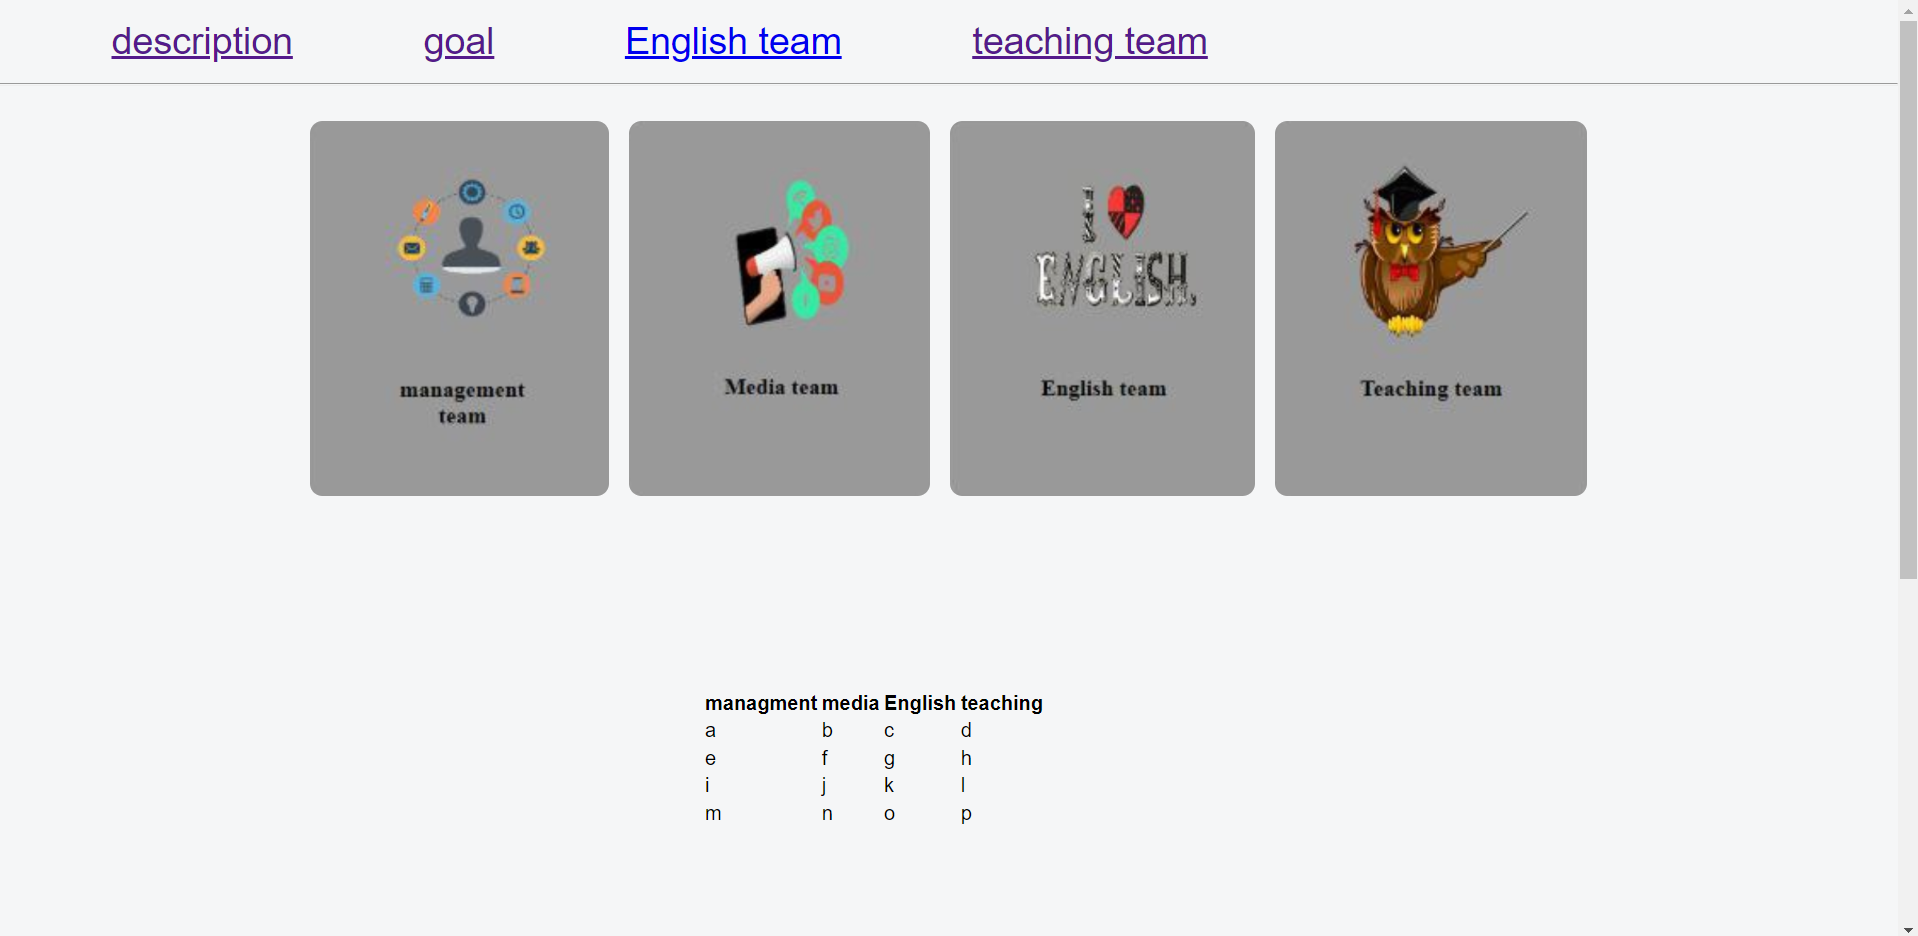 description goal English team teaching team
I
ENGLISH.
management
team
Media team
English team
Teaching team
managment media English teaching
a b c d
e f g h
i j k l
m n o p